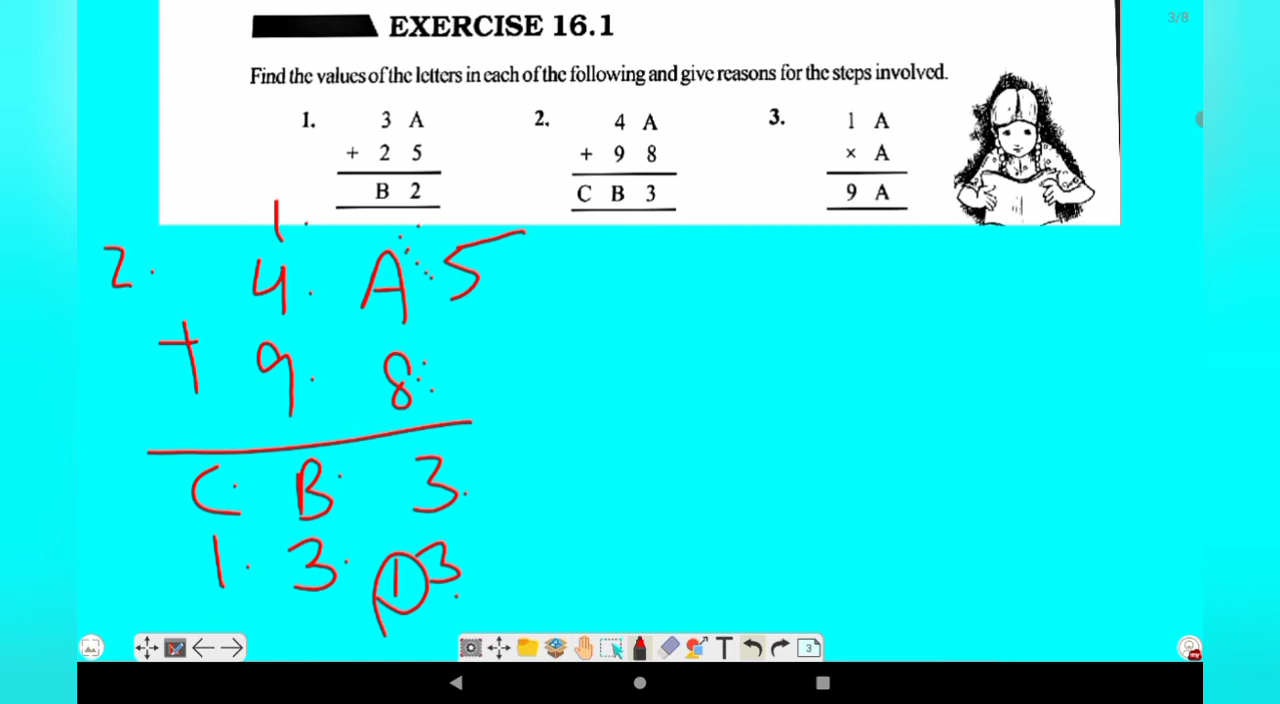 3/8
EXERCISE 16.1
Find the values of the letters in each of the following and give reasons for the steps involved.
1. 3 A
+ 2 5
B 2
2. 4 A
+ 9 8
C B 3
3. 1 A
× A
9 A
1
2. 4 A 5
+ 9 8
C B 3
1 3 1 3
T
3
my